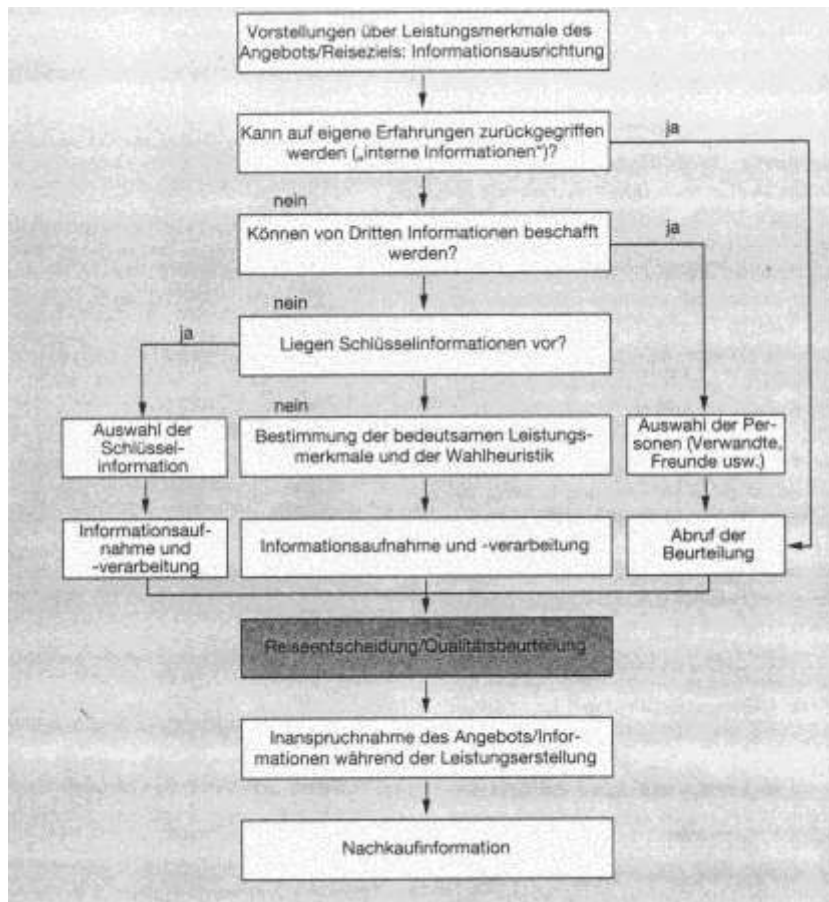 Vorstellungen über Leistungsmerkmale des
Angebots/Reiseziels: Informationsausrichtung
Kann auf eigene Erfahrungen zurückgegriffen
werden („interne Informationen“)?
ja
nein
Können von Dritten Informationen beschafft
werden?
ja
nein
Liegen Schlüsselinformationen vor?
ja
nein
Auswahl der
Schlüssel-
information
Bestimmung der bedeutsamen Leistungs-
merkmale und der Wahlheuristik
Auswahl der Per-
sonen (Verwandte,
Freunde usw.)
Informationsauf-
nahme und
-verarbeitung
Informationsaufnahme und -verarbeitung
Abruf der
Beurteilung
Reiseentscheidung/Qualitätsbeurteilung
Inanspruchnahme des Angebots/Infor-
mationen während der Leistungserstellung
Nachkaufinformation